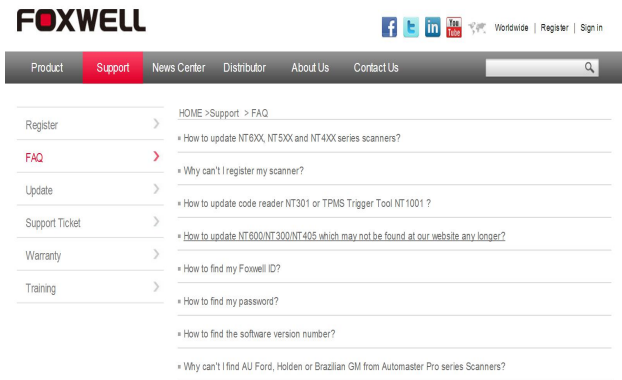 FOXWELL
You Tube Worldwide | Register | Sign in
Product Support News Center Distributor About Us Contact Us
HOME >Support > FAQ
Register
FAQ
Update
Support Ticket
Warranty
Training
How to update NT6XX, NT5XX and NT4XX series scanners?
Why can't I register my scanner?
How to update code reader NT301 or TPMS Trigger Tool NT1001 ?
How to update NT600/NT300/NT405 which may not be found at our website any longer?
How to find my Foxwell ID?
How to find my password?
How to find the software version number?
Why can't I find AU Ford, Holden or Brazilian GM from Automaster Pro series Scanners?